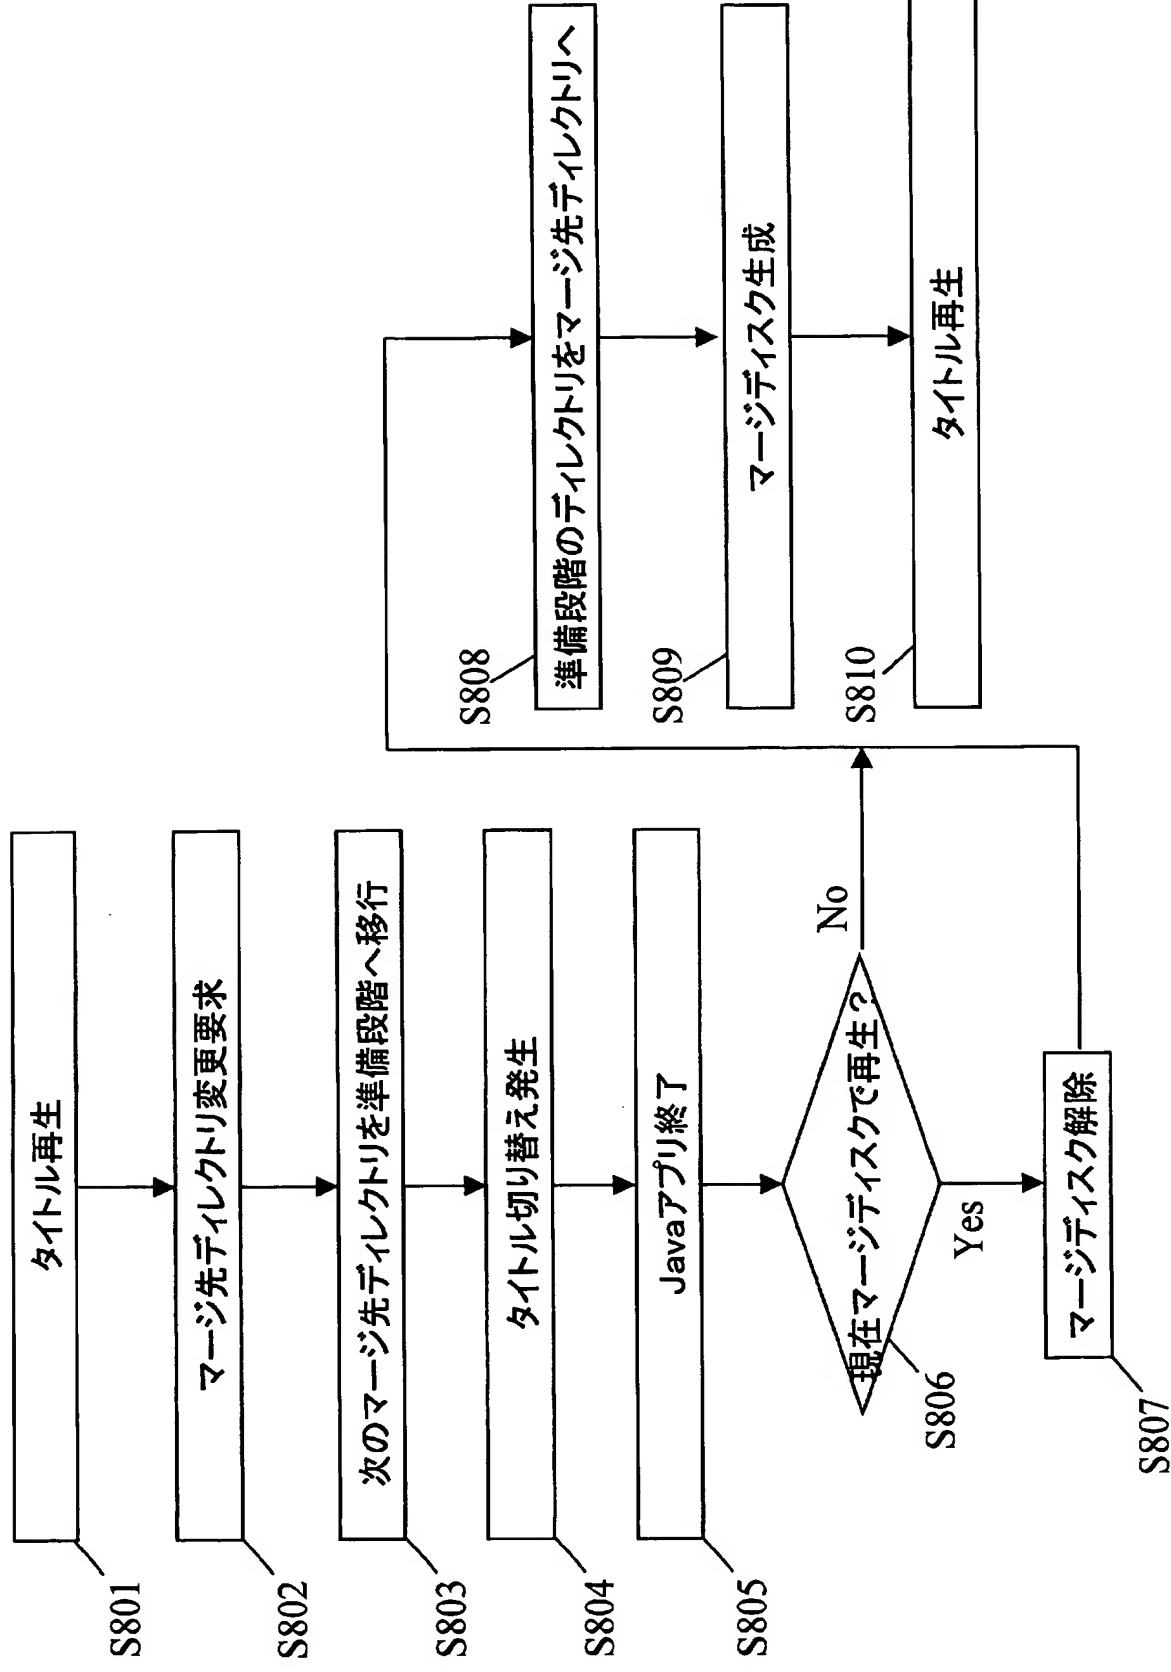 タイトル再生
S801
マージ先ディレクトリ変更要求
S802
次のマージ先ディレクトリを準備段階へ移行
S803
タイトル切り替え発生
S804
Javaアプリ終了
S805
現在マージディスクで再生？
S806
No
Yes
マージディスク解除
S807
S808
準備段階のディレクトリをマージ先ディレクトリへ
S809
マージディスク生成
S810
タイトル再生